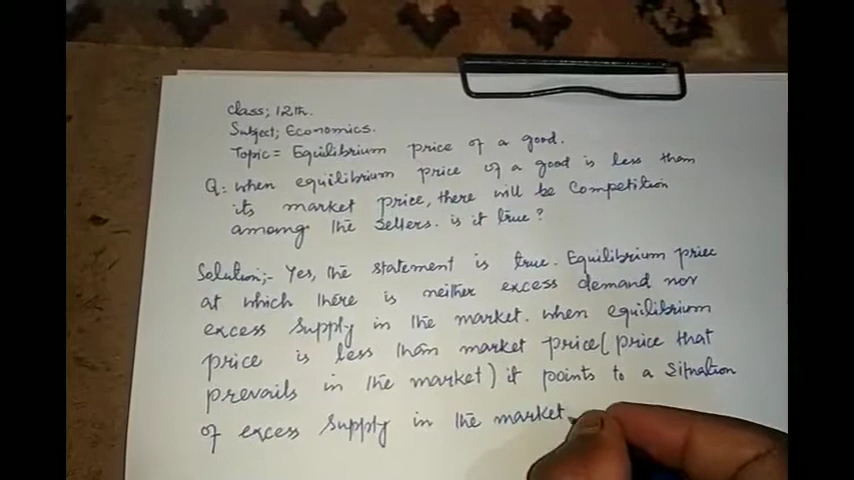 Class; 12th.
Subject; Economics.
Topic = Equilibrium price of a good.
Q: when equilibrium price of a good is less than
its market price, there will be Competition
among the sellers. is it true?
Solution;- Yes, the statement is true. Equilibrium price
at which there is neither excess demand nor
excess supply in the market. when equilibrium
price is less than market price (price that
prevails in the market) it points to a situation
of excess supply in the market